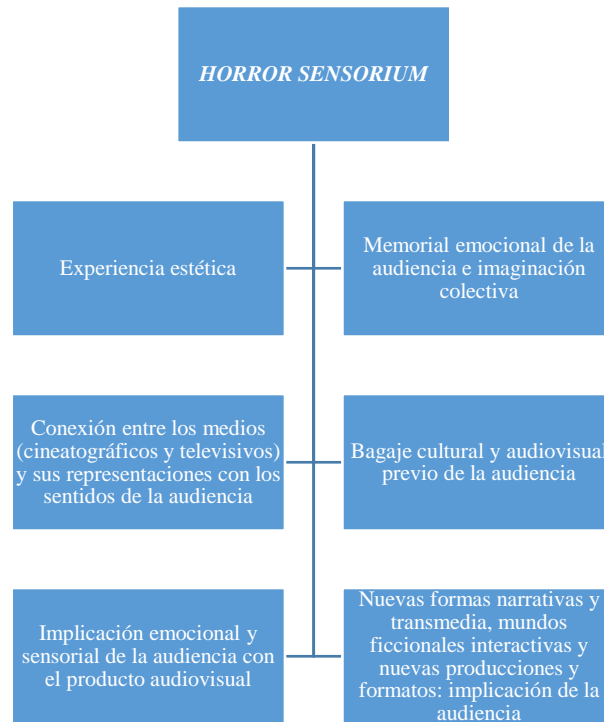 HORROR SENSORIUM
Experiencia estética
Memorial emocional de la
audiencia e imaginación
colectiva
Conexión entre los medios
(cineatográficos y televisivos)
y sus representaciones con los
sentidos de la audiencia
Bagaje cultural y audiovisual
previo de la audiencia
Implicación emocional y
sensorial de la audiencia con
el producto audiovisual
Nuevas formas narrativas y
transmedia, mundos
ficcionales interactivas y
nuevas producciones y
formatos: implicación de la
audiencia